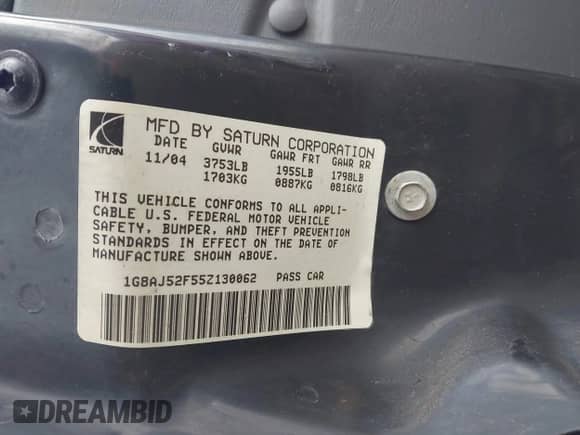 SATURN
MFD BY SATURN CORPORATION
DATE GVWR GAWR FRT GAWR RR
11/04 3753LB 1955LB 1798LB
1703KG 0887KG 0816KG
THIS VEHICLE CONFORMS TO ALL APPLI-
CABLE U.S. FEDERAL MOTOR VEHICLE
SAFETY, BUMPER, AND THEFT PREVENTION
STANDARDS IN EFFECT ON THE DATE OF
MANUFACTURE SHOWN ABOVE.
1G8AJ52F55Z130062 PASS CAR
DREAMBID